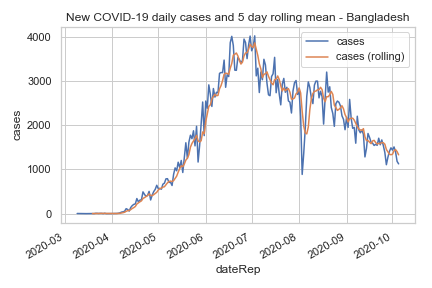 New COVID-19 daily cases and 5 day rolling mean - Bangladesh
cases
cases (rolling)
4000
3000
2000
1000
0
cases
2020-03
2020-04
2020-05
2020-06
2020-07
2020-08
2020-09
2020-10
dateRep